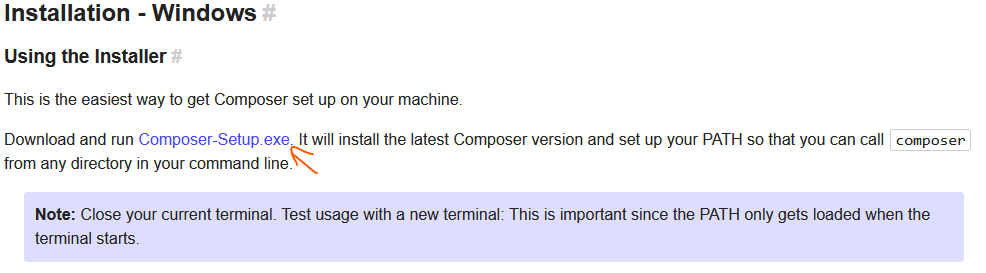 Installation - Windows #
Using the Installer #
This is the easiest way to get Composer set up on your machine.
Download and run Composer-Setup.exe. It will install the latest Composer version and set up your PATH so that you can call composer
from any directory in your command line.
Note: Close your current terminal. Test usage with a new terminal: This is important since the PATH only gets loaded when the
terminal starts.